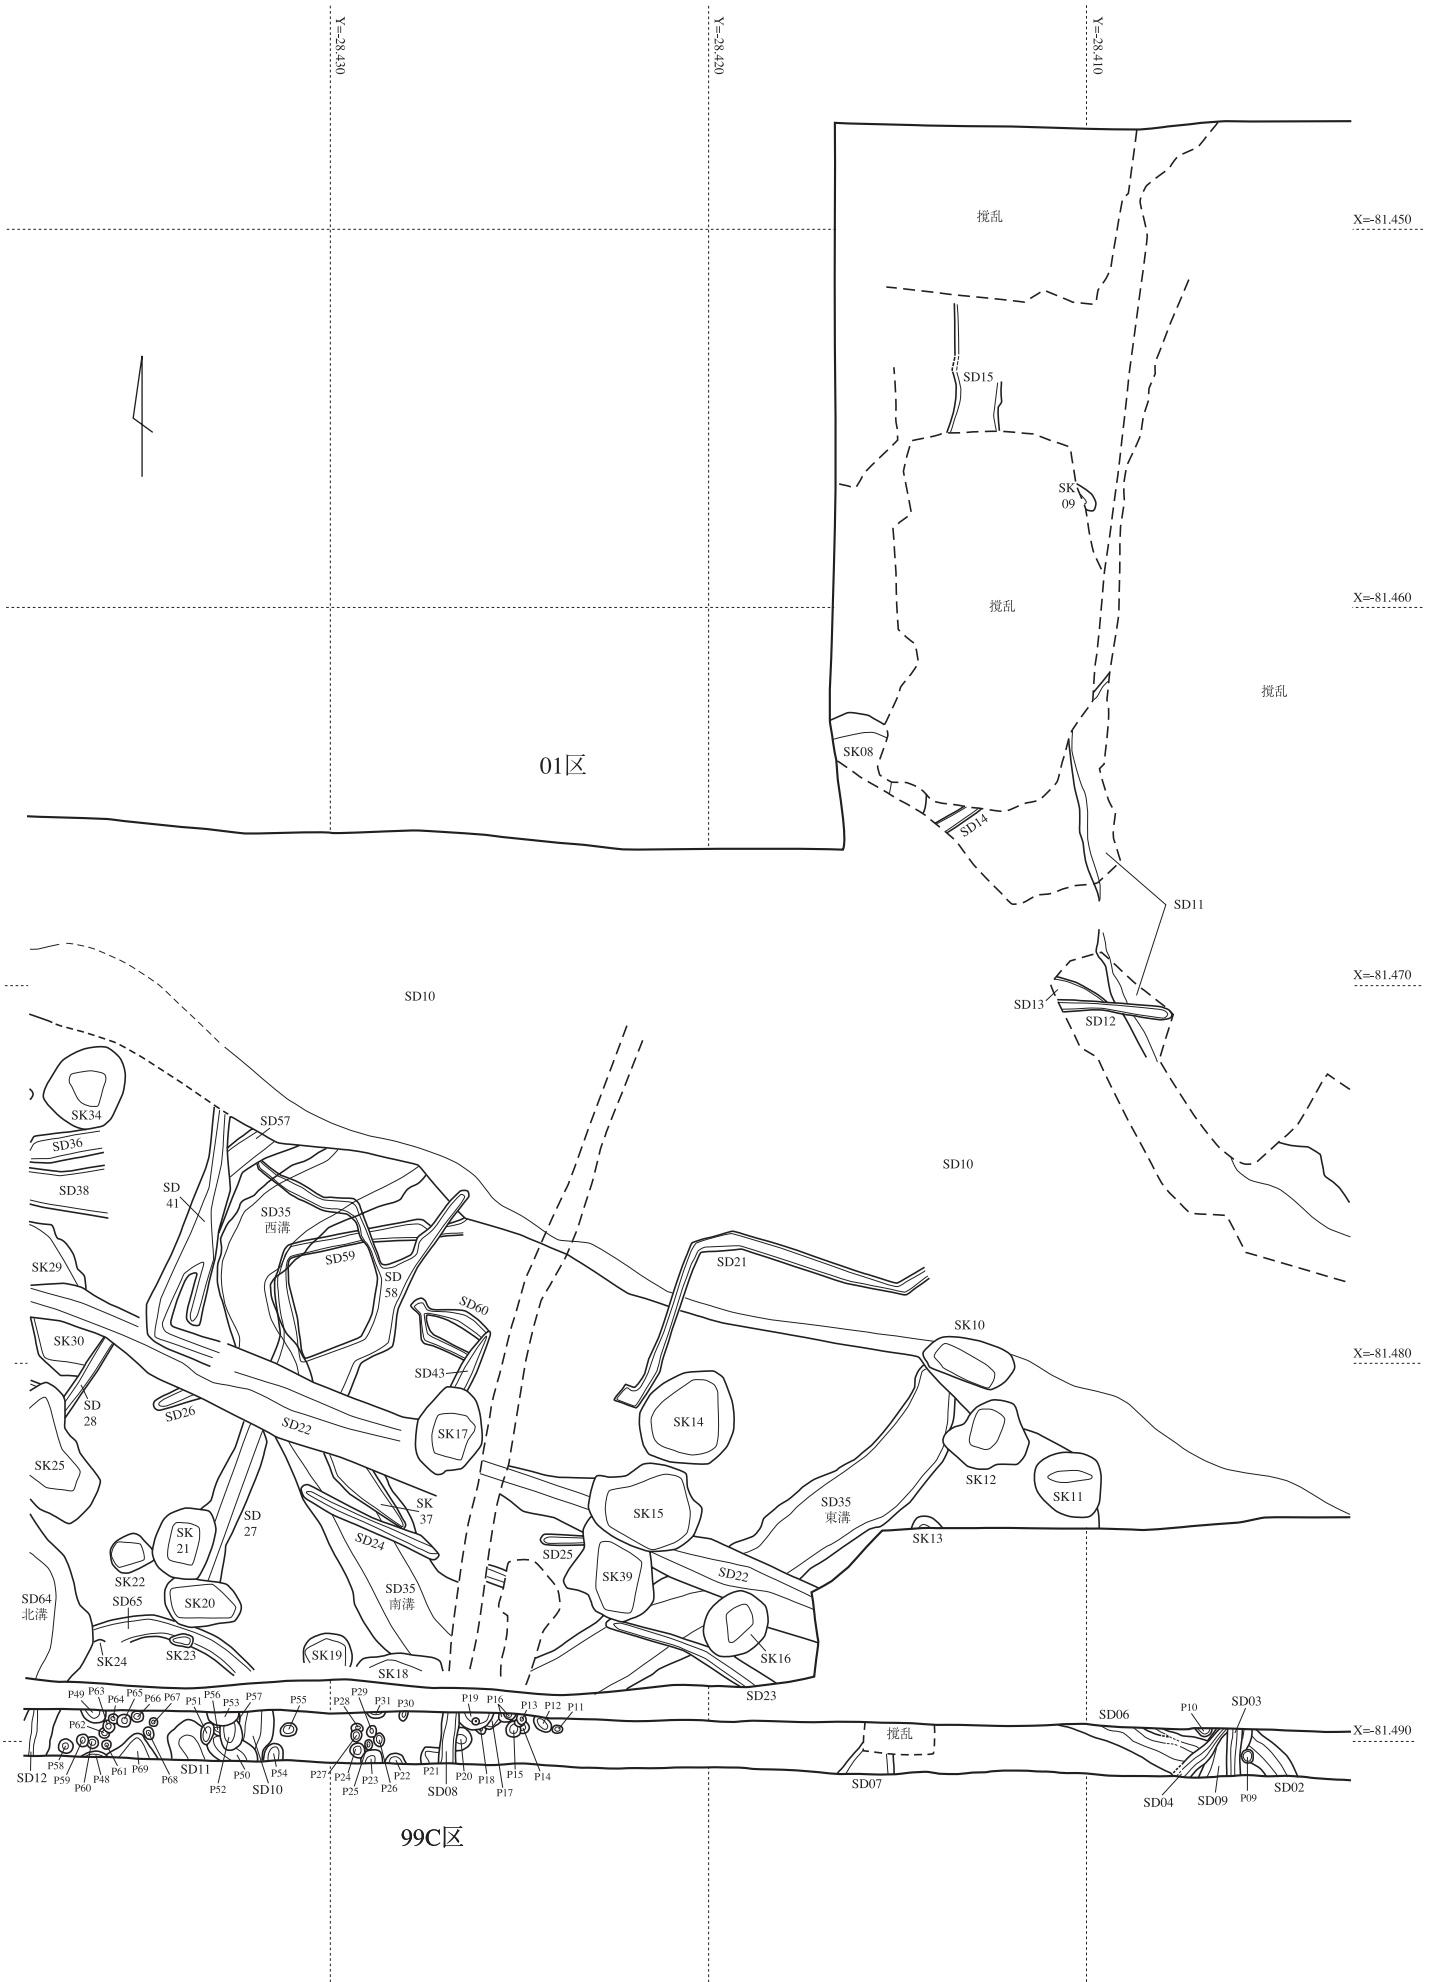 Y=-28.430
Y=-28.420
Y=-28.410
X=-81.450
撹乱
SD15
SK
09
X=-81.460
撹乱
撹乱
SK08
01区
SD14
SD11
X=-81.470
SD10
SD13
SD12
SK34
SD57
SD36
SD10
SD38
SD
41
SD35
西溝
SD59
SD21
SK29
SD
58
SD60
SK10
SK30
X=-81.480
SD43
SD
28
SD26
SD22
SK17
SK14
SK25
SK12
SK11
SK
37
SK15
SD35
東溝
SD
27
SK
21
SD24
SD25
SK13
SK22
SK39
SD22
SD64
北溝
SD65
SK20
SD35
南溝
SK24
SK23
SK19
SK18
SK16
SD23
P49
P63
P64
P65
P66
P67
P51
P56
P53
P57
P55
P28
P29
P31
P30
P19
P16
P13
P12
P11
SD06
P10
SD03
P62
撹乱
X=-81.490
SD12
P58
P59
P60
P48
P61
P69
P68
SD11
P52
P50
SD10
P54
P27
P24
P25
P23
P26
P22
P21
SD08
P20
P18
P17
P15
P14
SD07
SD04
SD09
P09
SD02
99C区